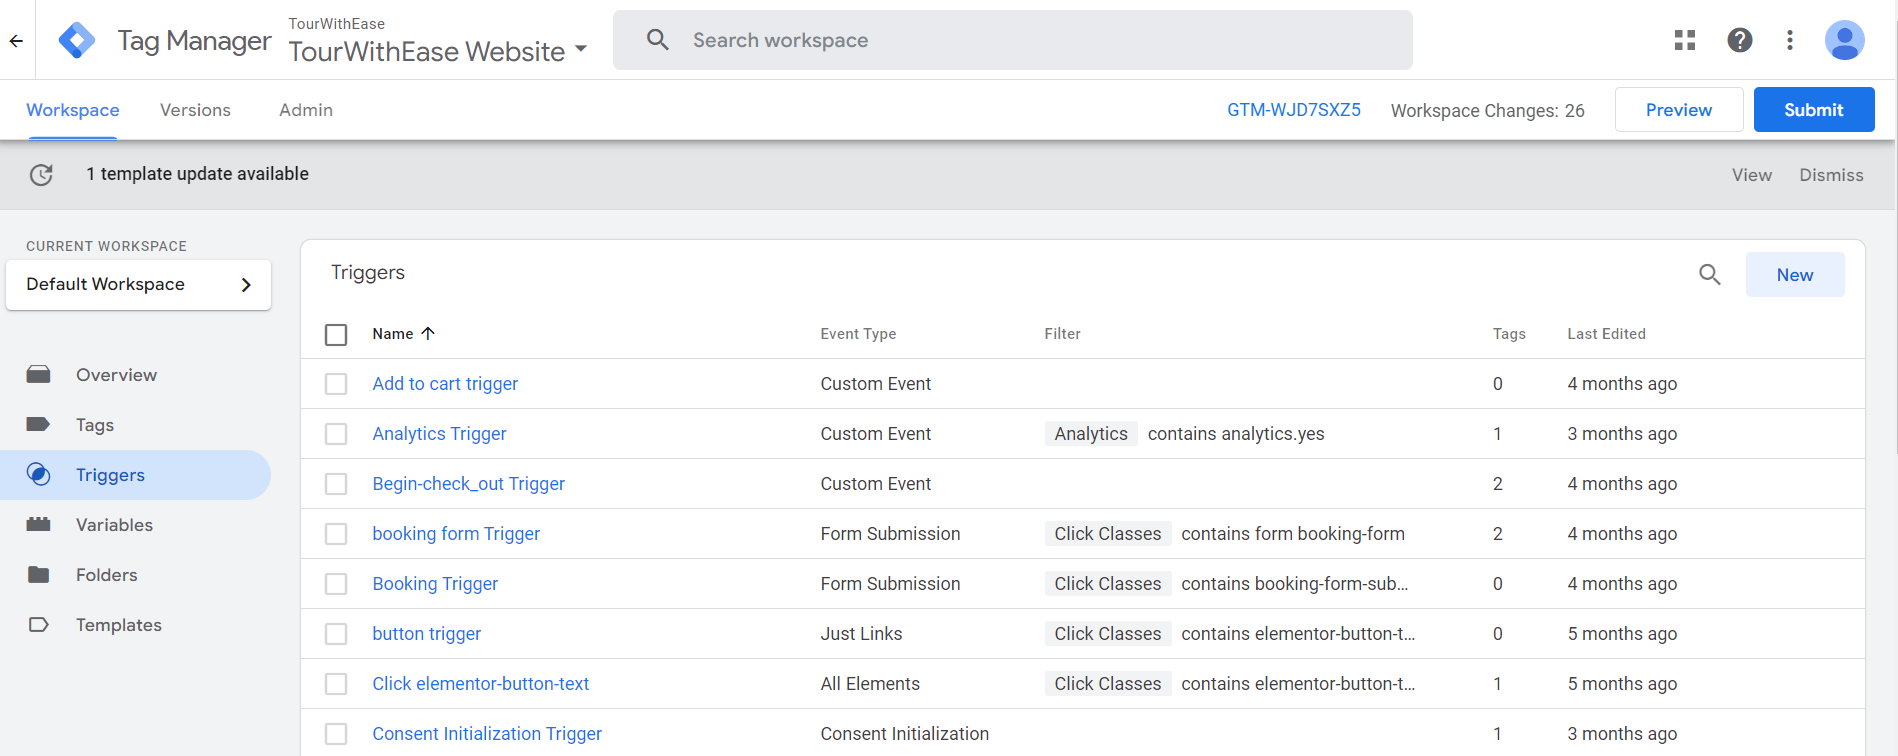 TourWithEase
Tag Manager
TourWithEase Website
Search workspace
Workspace Versions Admin
GTM-WJD7SXZ5 Workspace Changes: 26 Preview Submit
1 template update available View Dismiss
CURRENT WORKSPACE
Default Workspace
Overview
Tags
Triggers
Variables
Folders
Templates
Triggers New
Name Event Type Filter Tags Last Edited
Add to cart trigger Custom Event 0 4 months ago
Analytics Trigger Custom Event Analytics contains analytics.yes 1 3 months ago
Begin-check_out Trigger Custom Event 2 4 months ago
booking form Trigger Form Submission Click Classes contains form booking-form 2 4 months ago
Booking Trigger Form Submission Click Classes contains booking-form-sub... 0 4 months ago
button trigger Just Links Click Classes contains elementor-button-t... 0 5 months ago
Click elementor-button-text All Elements Click Classes contains elementor-button-t... 1 5 months ago
Consent Initialization Trigger Consent Initialization 1 3 months ago